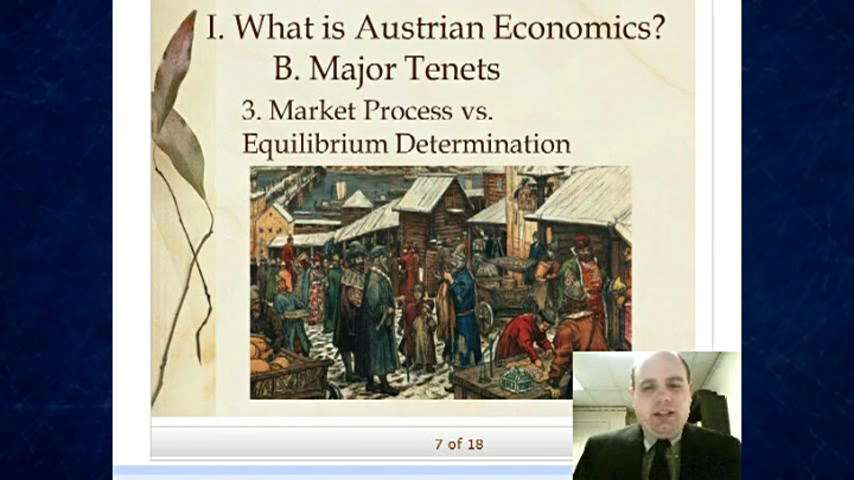 I. What is Austrian Economics?
B. Major Tenets
3. Market Process vs.
Equilibrium Determination
7 of 18